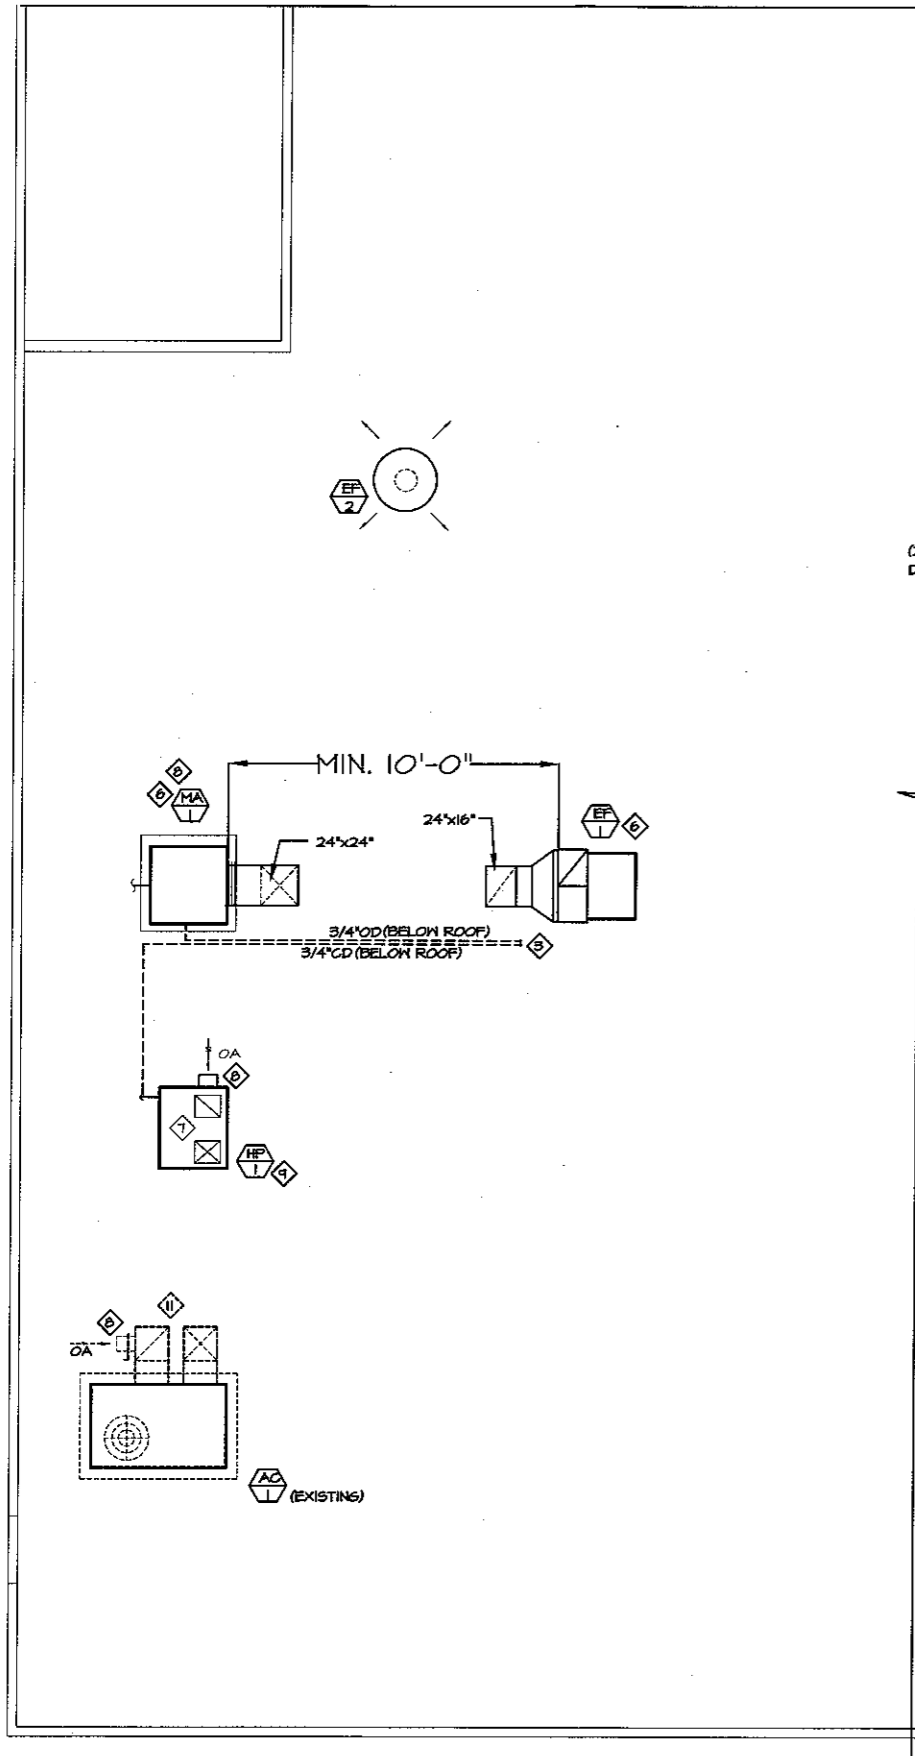 EF
2
MIN. 10'-0"
8
6
MA
1
24"x24"
24"x16"
EF
1
6
3/4"OD(BELOW ROOF)
3/4"CD(BELOW ROOF)
3
OA
8
7
HP
1
9
11
8
OA
AC
1
(EXISTING)